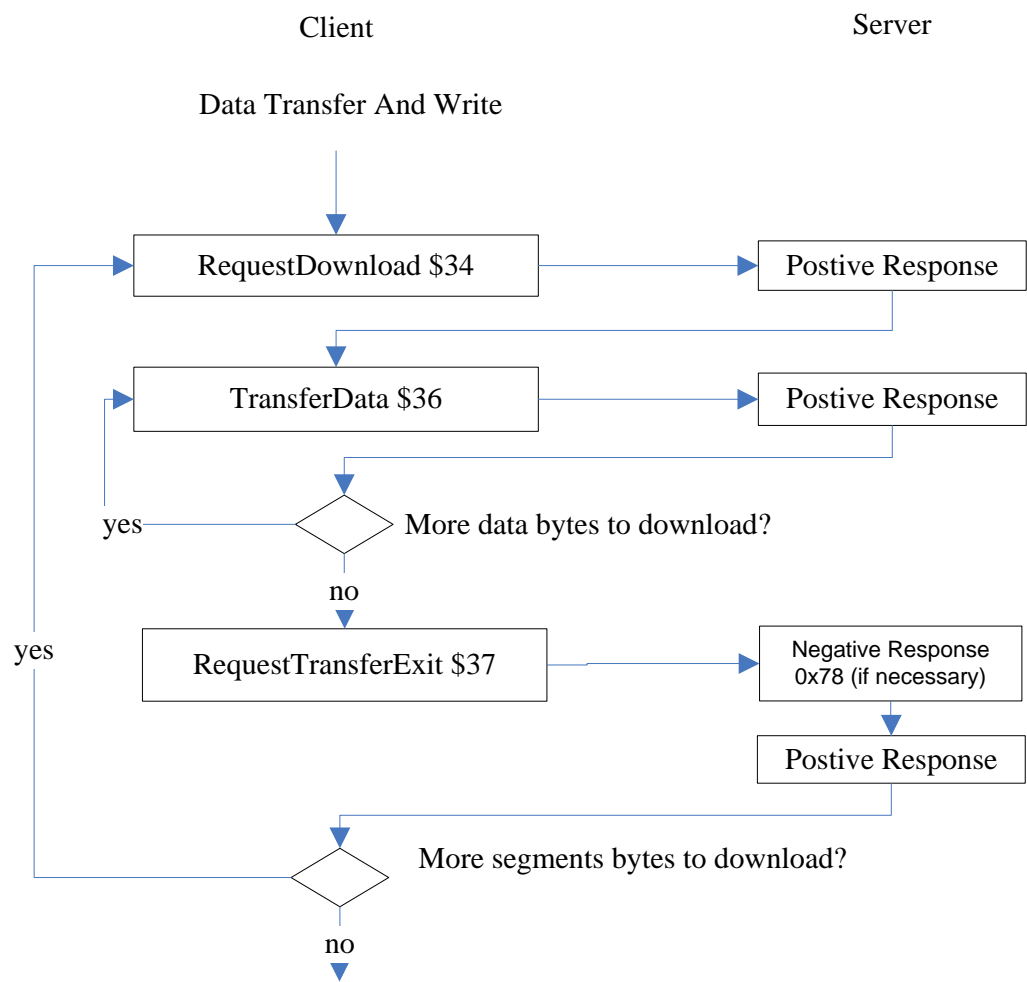 Client
Server
Data Transfer And Write
RequestDownload $34
Postive Response
TransferData $36
Postive Response
yes
More data bytes to download?
no
yes
RequestTransferExit $37
Negative Response
0x78 (if necessary)
Postive Response
More segments bytes to download?
no